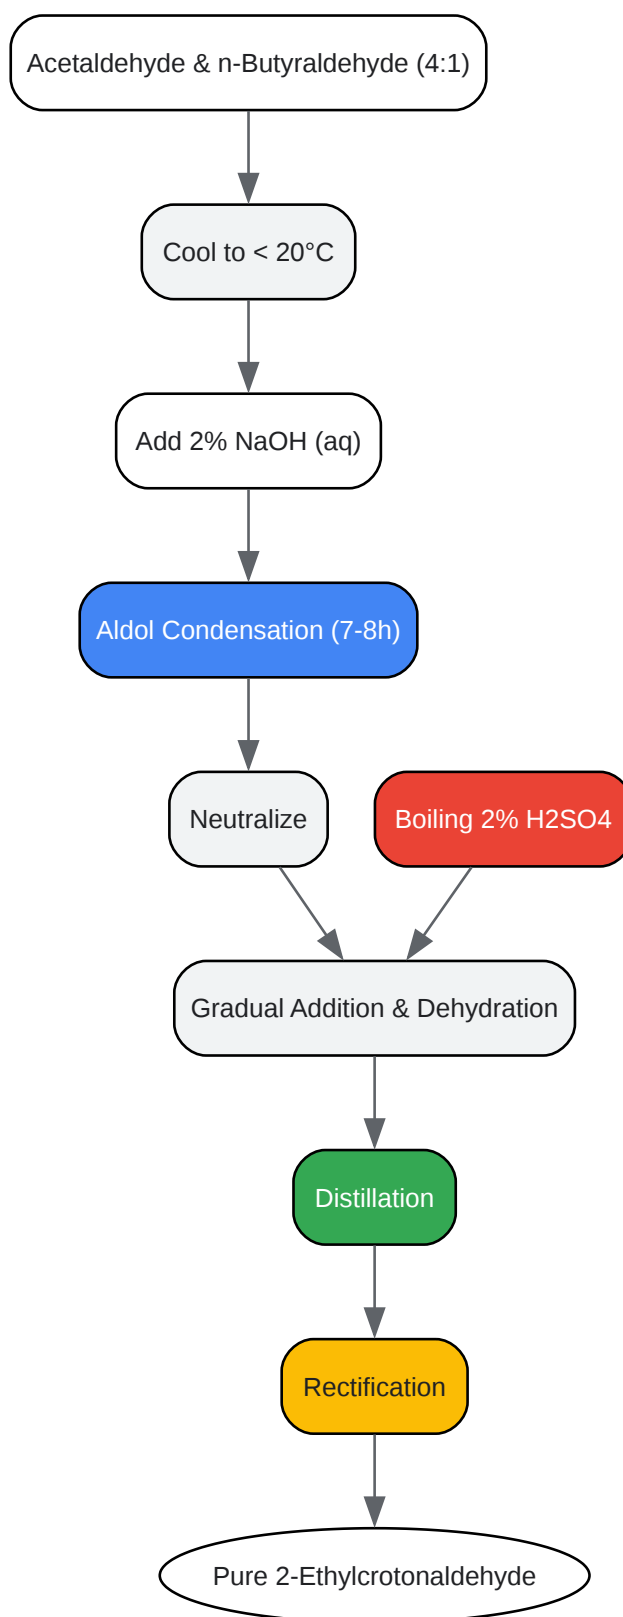 Acetaldehyde & n-Butyraldehyde (4:1)
Cool to < 20°C
Add 2% NaOH (aq)
Aldol Condensation (7-8h)
Neutralize
Boiling 2% H2SO4
Gradual Addition & Dehydration
Distillation
Rectification
Pure 2-Ethylcrotonaldehyde